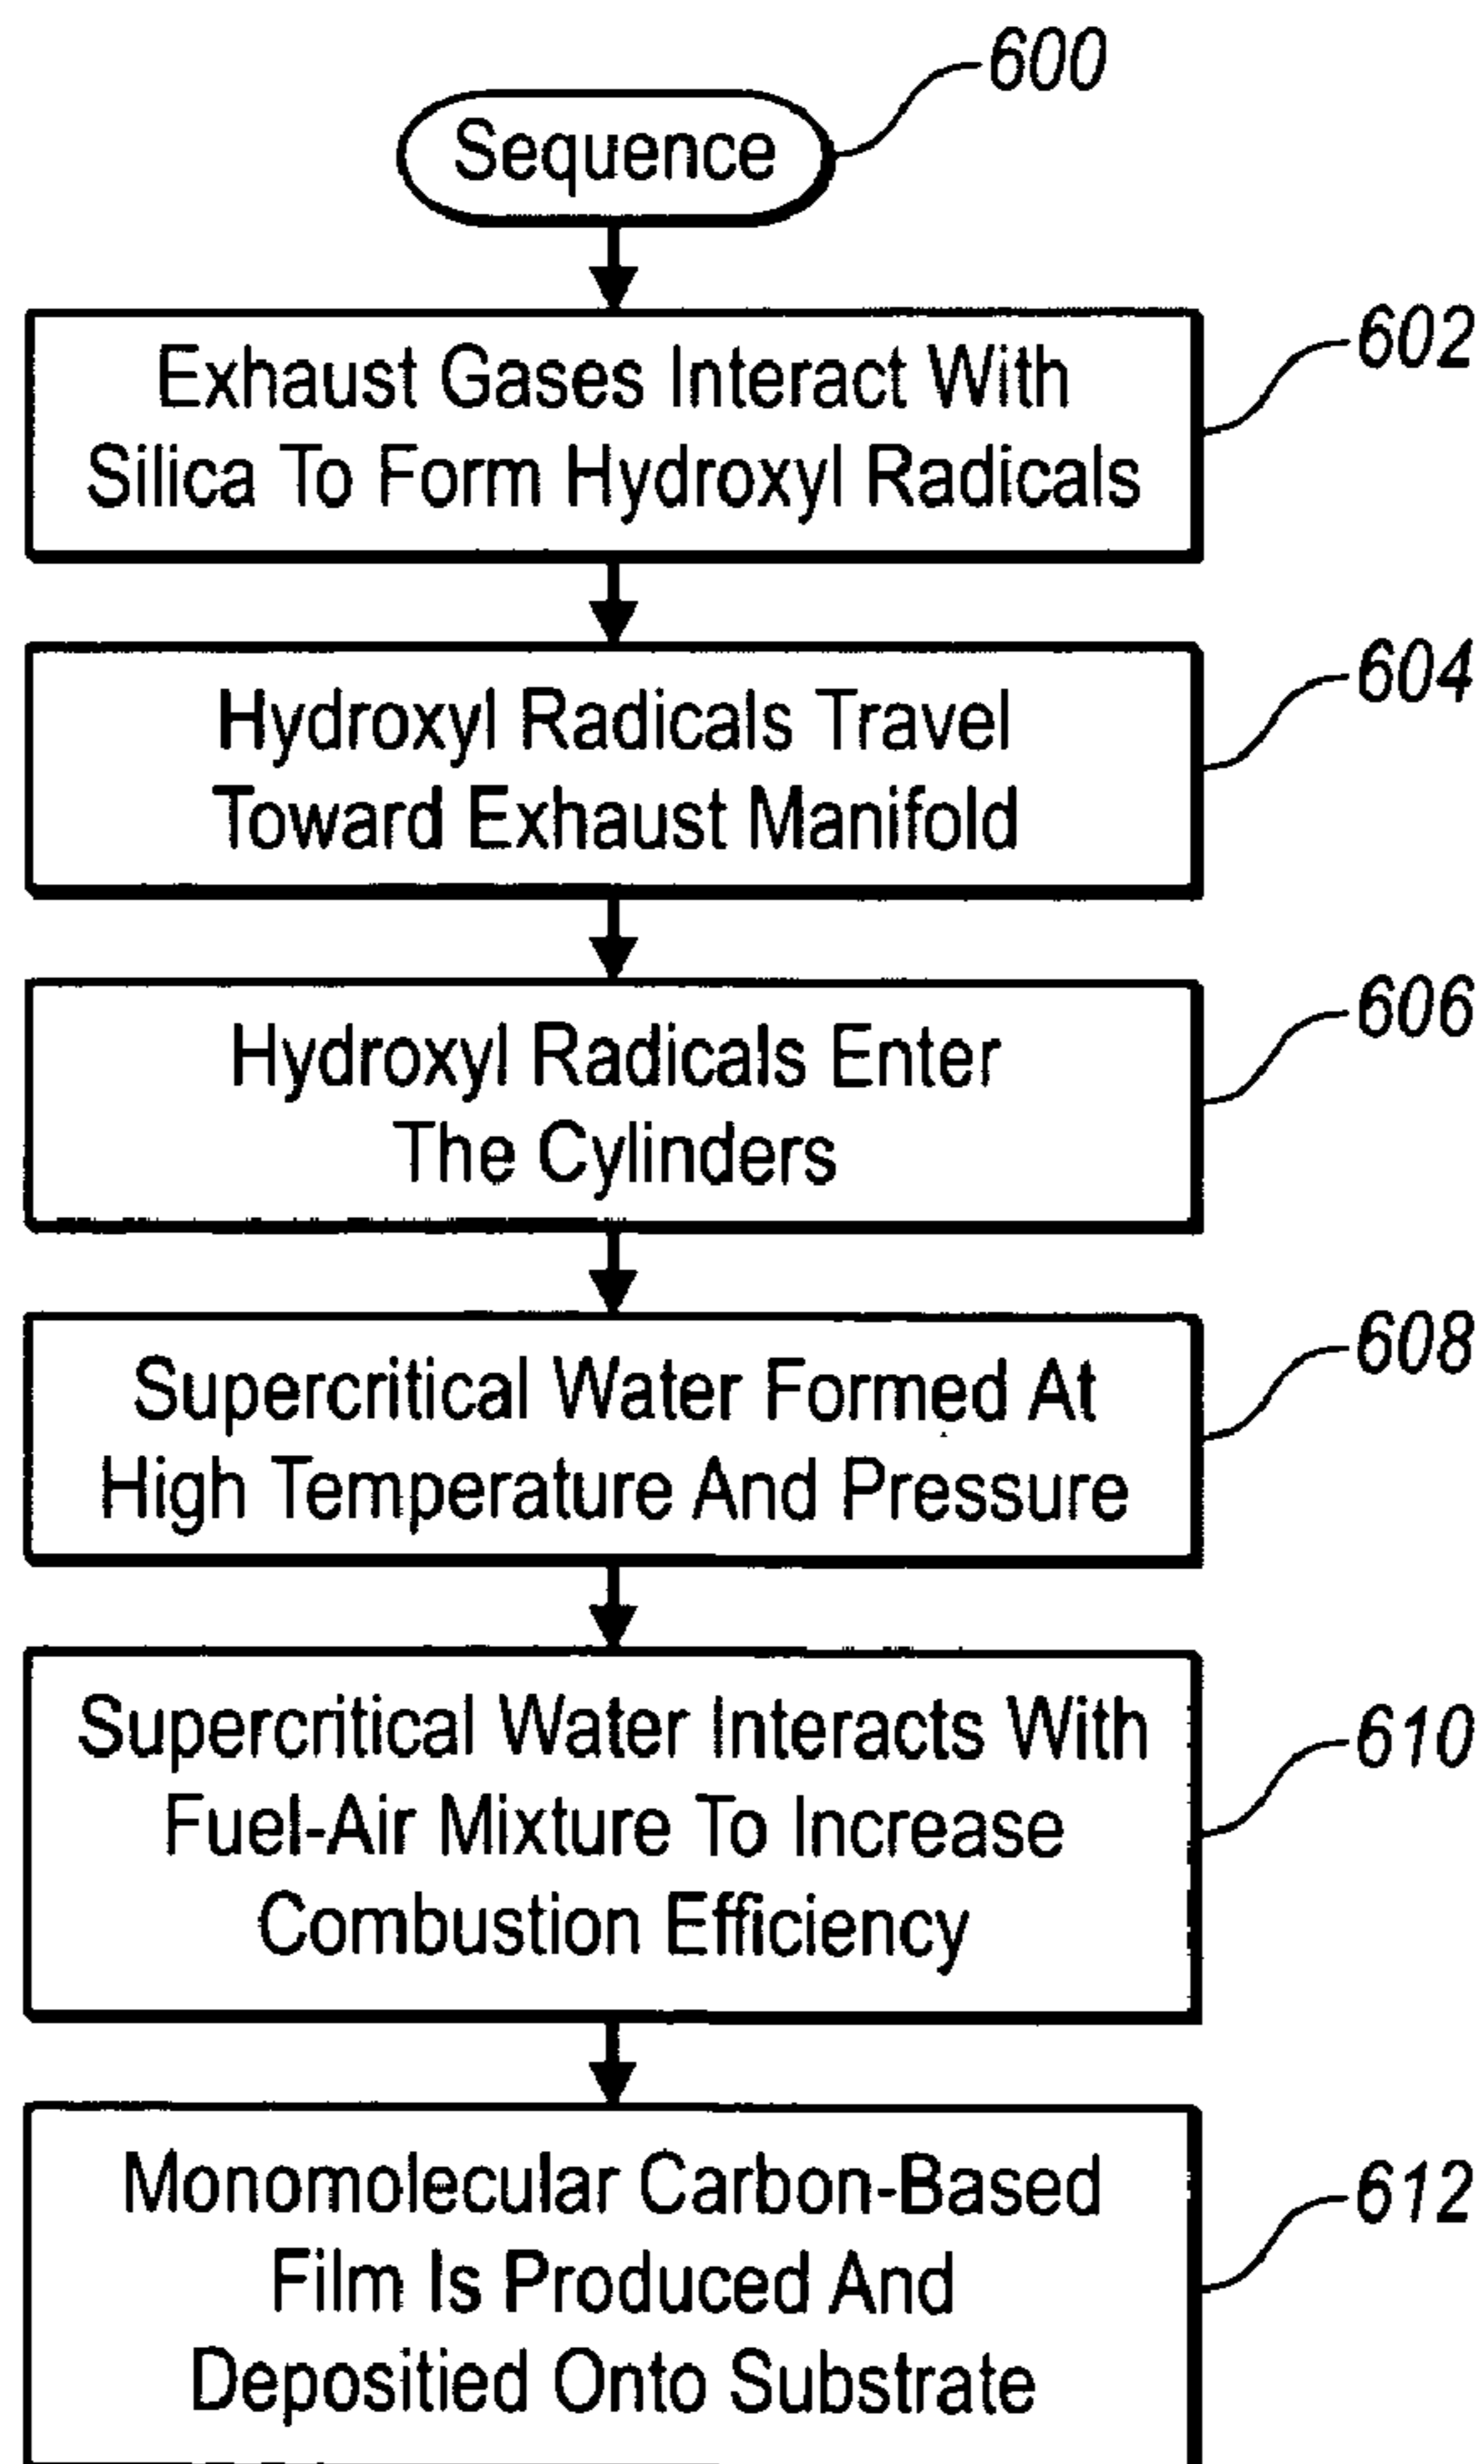 600
Sequence
602
Exhaust Gases Interact With
Silica To Form Hydroxyl Radicals
604
Hydroxyl Radicals Travel
Toward Exhaust Manifold
606
Hydroxyl Radicals Enter
The Cylinders
608
Supercritical Water Formed At
High Temperature And Pressure
610
Supercritical Water Interacts With
Fuel-Air Mixture To Increase
Combustion Efficiency
612
Monomolecular Carbon-Based
Film Is Produced And
Depositied Onto Substrate